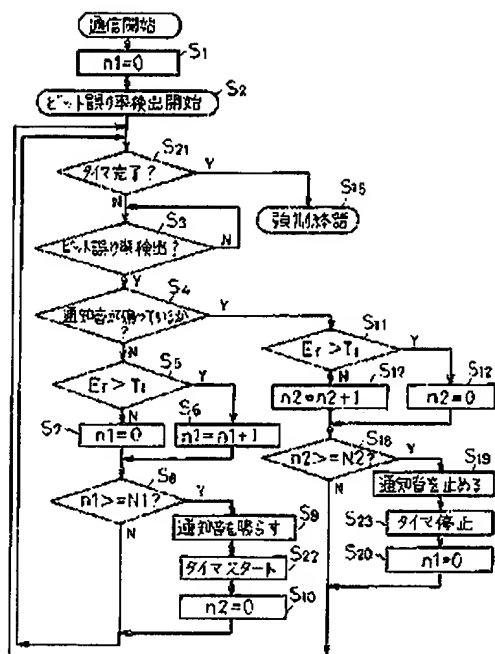 通信開始
S1
n1=0
S2
ビット誤り率検出開始
S21
タイマ完了?
Y
N
S15
強制終話
S3
ビット誤り率検出?
N
Y
S4
通知音が鳴っているか?
Y
N
S5
Er>T1
Y
N
S7
n1=0
S6
n1=n1+1
S8
n1>=N1?
Y
N
S9
通知音を鳴らす
S22
タイマスタート
S10
n2=0
S11
Er>T1
Y
N
S17
n2=n2+1
S12
n2=0
S18
n2>=N2?
Y
N
S19
通知音を止める
S23
タイマ停止
S20
n1=0